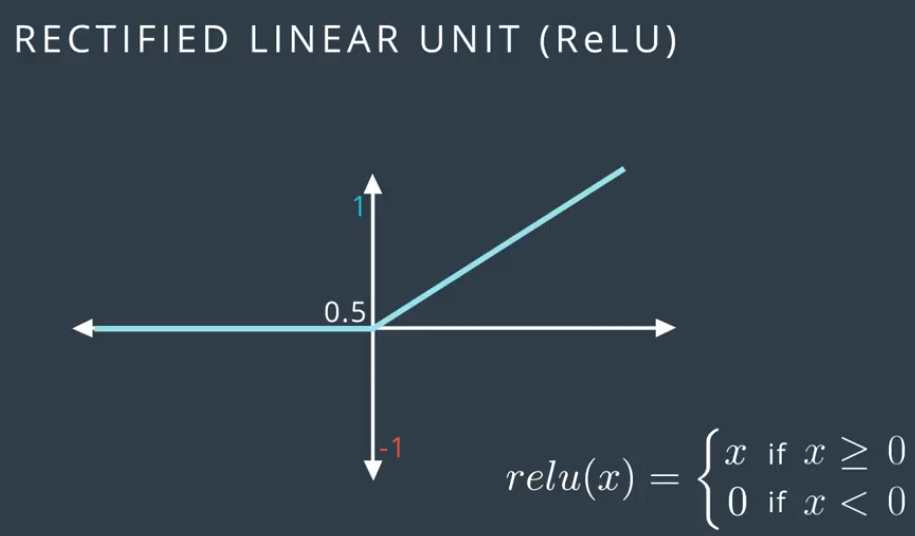 RECTIFIED LINEAR UNIT (ReLU)
1
0.5
-1
relu(x) = { x if x ≥ 0
0 if x < 0